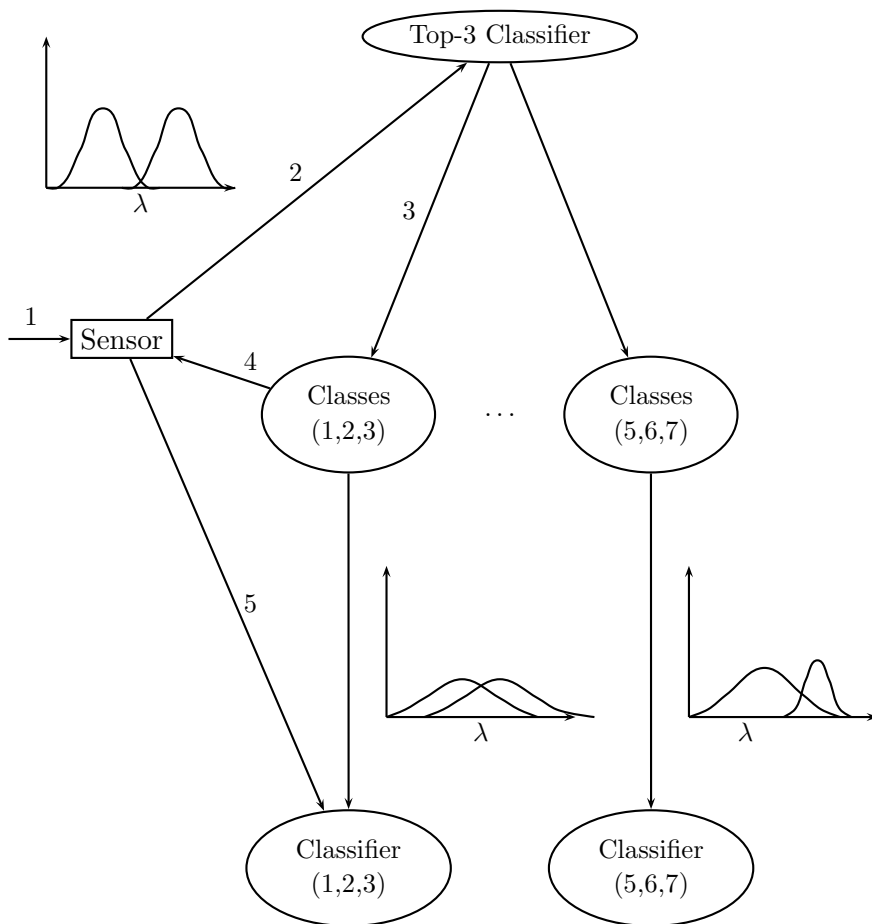 Top-3 Classifier
λ
2
3
1
Sensor
4
Classes
(1,2,3)
...
Classes
(5,6,7)
5
λ
λ
Classifier
(1,2,3)
Classifier
(5,6,7)